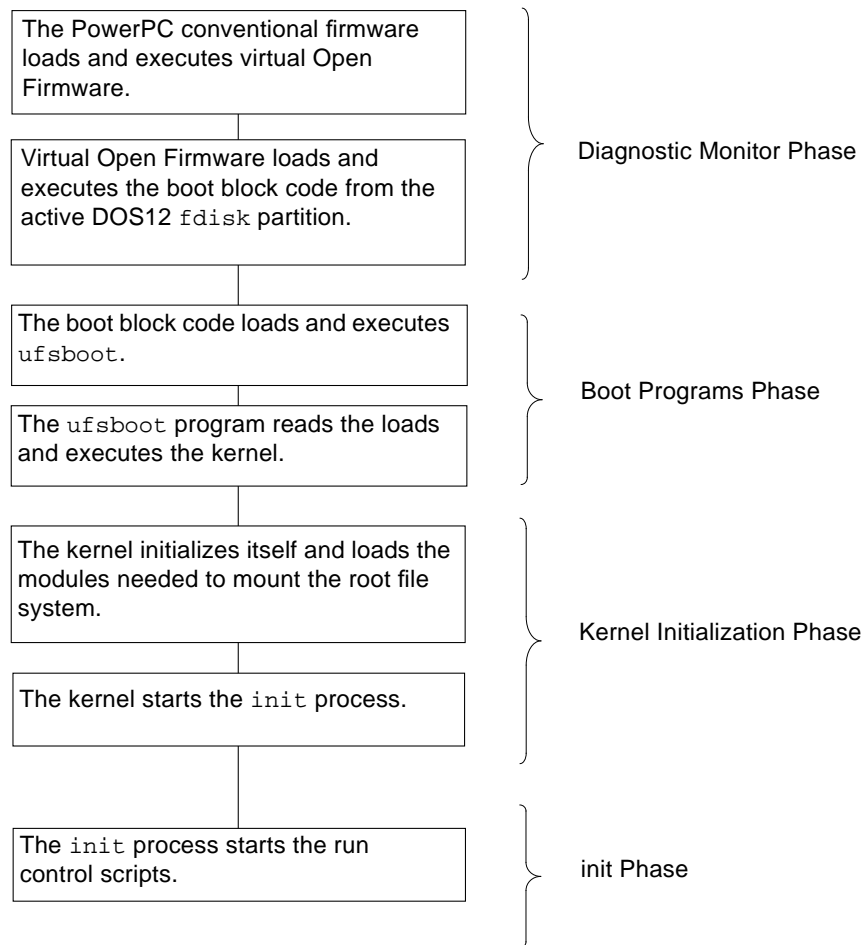 The PowerPC conventional firmware
loads and executes virtual Open
Firmware.
Virtual Open Firmware loads and
executes the boot block code from the
active DOS12 fdisk partition.
Diagnostic Monitor Phase
The boot block code loads and executes
ufsboot.
The ufsboot program reads the loads
and executes the kernel.
Boot Programs Phase
The kernel initializes itself and loads the
modules needed to mount the root file
system.
The kernel starts the init process.
Kernel Initialization Phase
The init process starts the run
control scripts.
init Phase